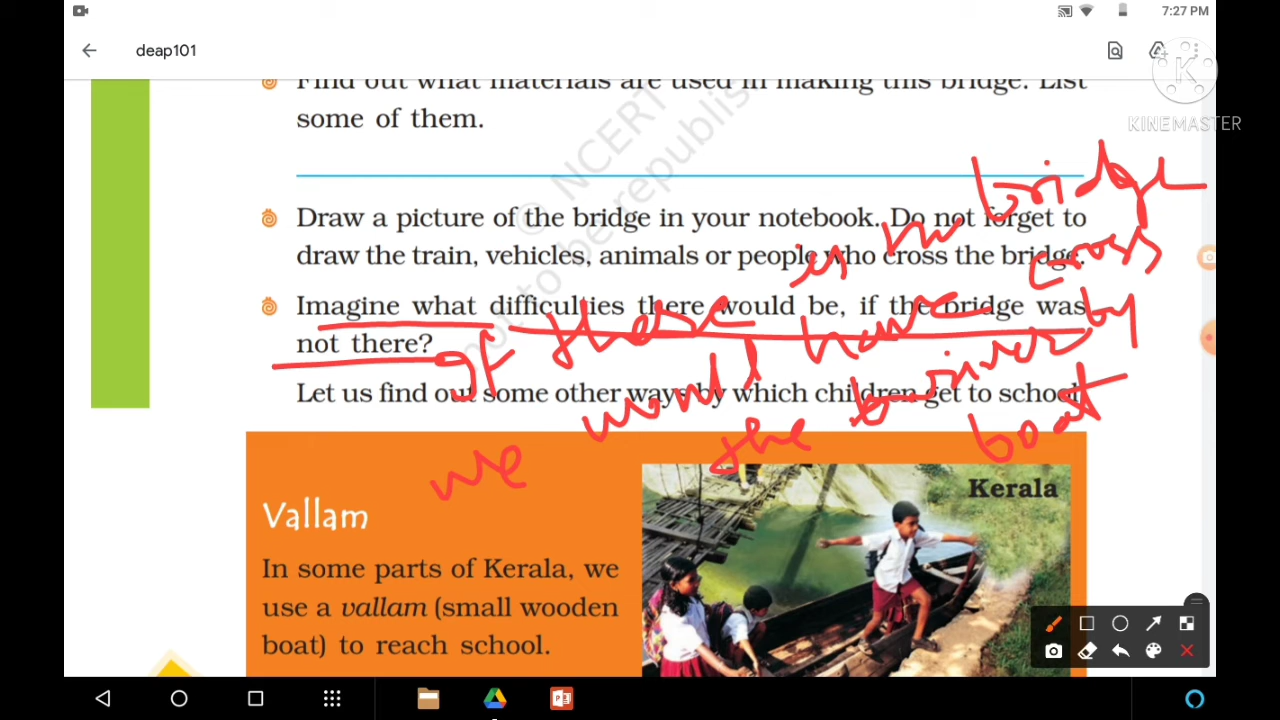 7:27 PM
deap101
Find out what materials are used in making this bridge. List
some of them.
© NCERT
not to be republis
KINEMASTER
Draw a picture of the bridge in your notebook. Do not forget to
draw the train, vehicles, animals or people who cross the bridge.
Imagine what difficulties there would be, if the bridge was
not there?
If there is no bridge
we would have cross
the river by
boat
Let us find out some other ways by which children get to school.
Vallam
In some parts of Kerala, we
use a vallam (small wooden
boat) to reach school.
Kerala